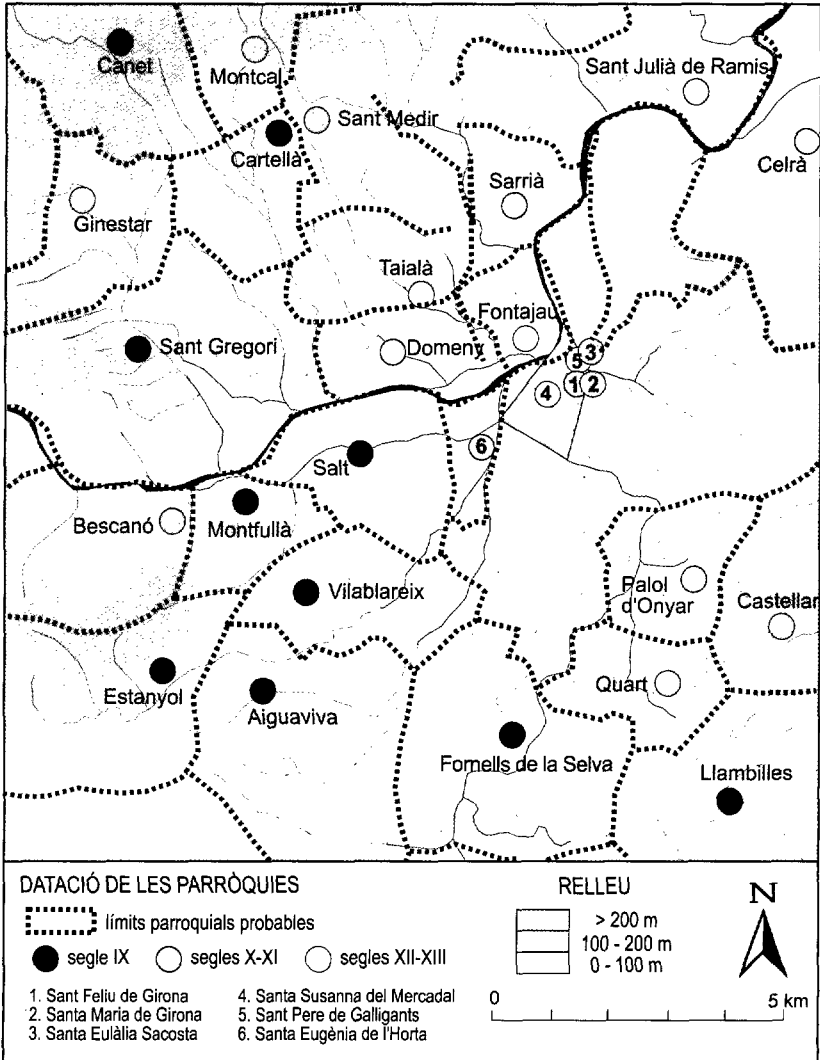 Canet
Montcal
Sant Julià de Ramis
Sant Medir
Cartellà
Celrà
Sarrià
Ginestar
Taialà
Fontajau
Sant Gregori
Domeny
5 3
1 2
4
6
Salt
Bescanó
Montfullà
Vilablareix
Palol
d'Onyar
Castellar
Estanyol
Aiguaviva
Quart
Fornells de la Selva
Llambilles
DATACIÓ DE LES PARRÒQUIES
límits parroquials probables
segle IX segles X-XI segles XII-XIII
1. Sant Feliu de Girona
2. Santa Maria de Girona
3. Santa Eulàlia Sacosta
4. Santa Susanna del Mercadal
5. Sant Pere de Galligants
6. Santa Eugènia de l'Horta
RELLEU
> 200 m
100 - 200 m
0 - 100 m
N
0 5 km